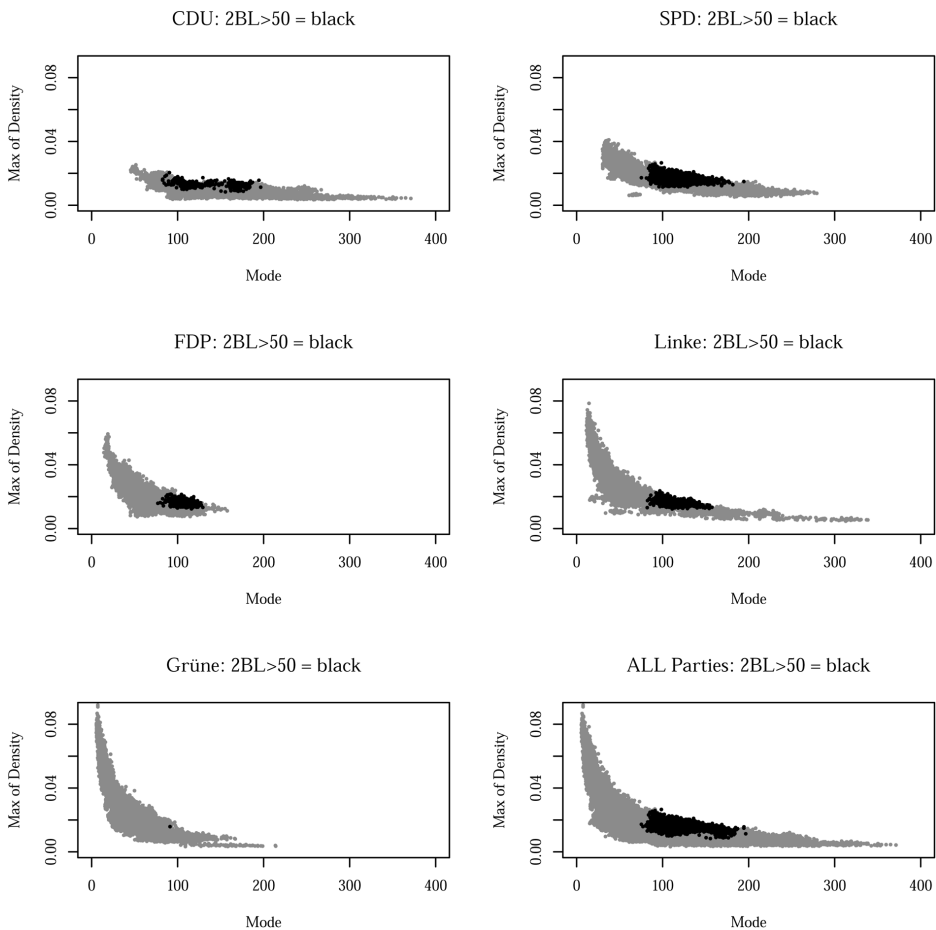 CDU: 2BL>50 = black
Max of Density
0.00 0.04 0.08
0 100 200 300 400
Mode
SPD: 2BL>50 = black
Max of Density
0.00 0.04 0.08
0 100 200 300 400
Mode
FDP: 2BL>50 = black
Max of Density
0.00 0.04 0.08
0 100 200 300 400
Mode
Linke: 2BL>50 = black
Max of Density
0.00 0.04 0.08
0 100 200 300 400
Mode
Grüne: 2BL>50 = black
Max of Density
0.00 0.04 0.08
0 100 200 300 400
Mode
ALL Parties: 2BL>50 = black
Max of Density
0.00 0.04 0.08
0 100 200 300 400
Mode